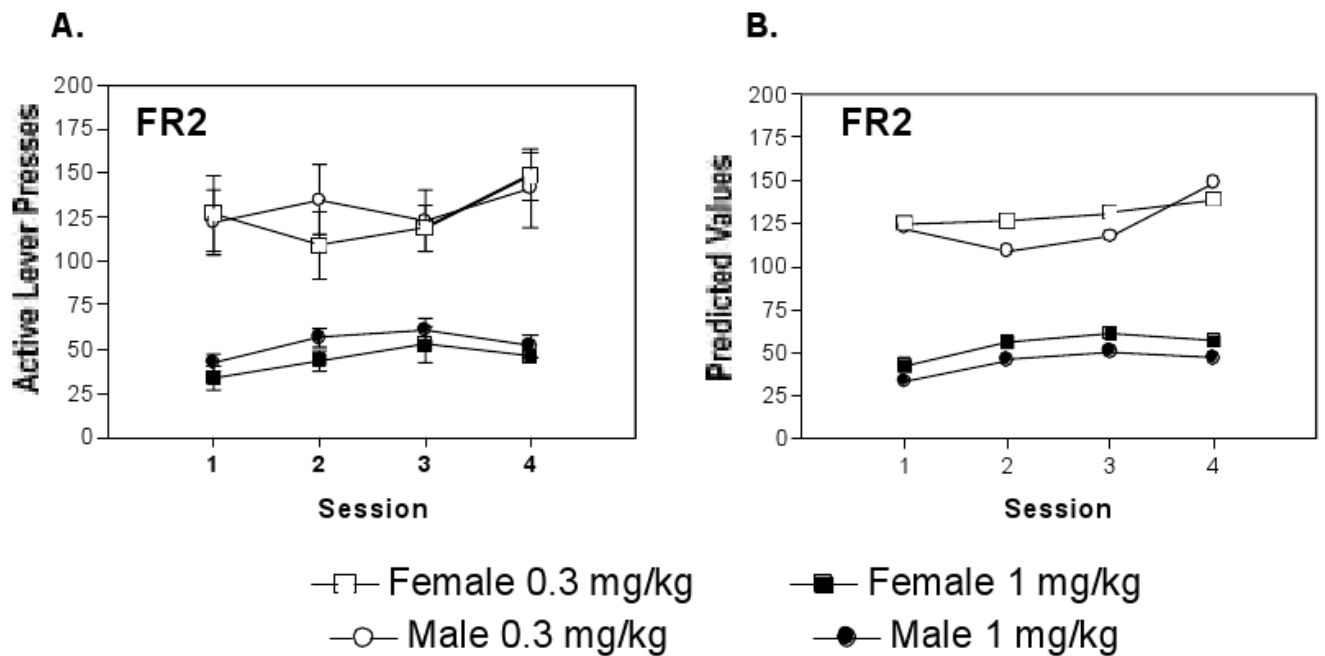 A.
B.
FR2
FR2
Active Lever Presses
Predicted Values
200
175
150
125
100
75
50
25
0
200
175
150
125
100
75
50
25
0
1 2 3 4
1 2 3 4
Session
Session
Female 0.3 mg/kg
Female 1 mg/kg
Male 0.3 mg/kg
Male 1 mg/kg